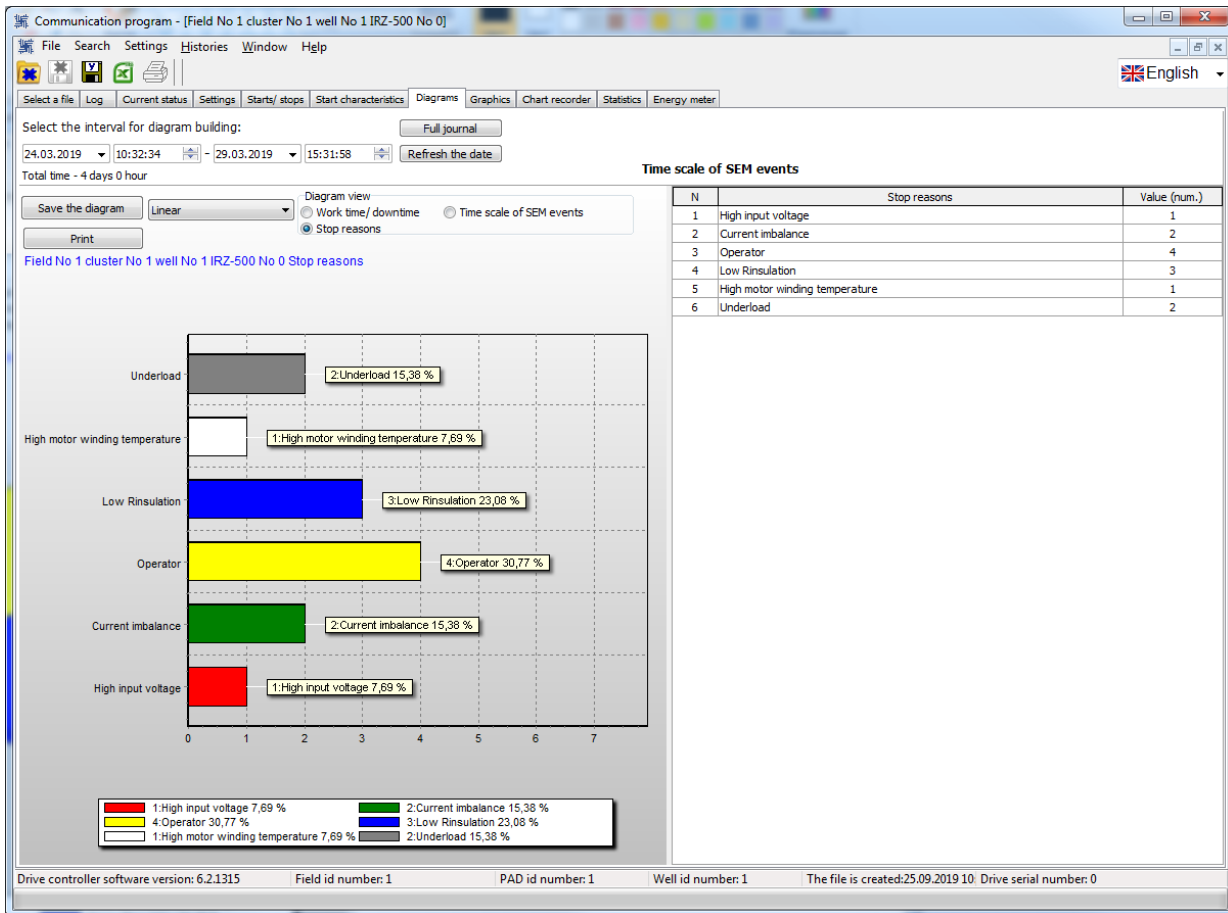 Communication program - [Field No 1 cluster No 1 well No 1 IRZ-500 No 0]
File Search Settings Histories Window Help
English
Select a file Log Current status Settings Starts/ stops Start characteristics Diagrams Graphics Chart recorder Statistics Energy meter
Select the interval for diagram building:
Full journal
24.03.2019 10:32:34 - 29.03.2019 15:31:58 Refresh the date
Total time - 4 days 0 hour
Time scale of SEM events
Save the diagram
Linear
Print
Diagram view
Work time/ downtime Time scale of SEM events
Stop reasons
Field No 1 cluster No 1 well No 1 IRZ-500 No 0 Stop reasons
Underload
2:Underload 15,38 %
High motor winding temperature
1:High motor winding temperature 7,69 %
Low Rinsulation
3:Low Rinsulation 23,08 %
Operator
4:Operator 30,77 %
Current imbalance
2:Current imbalance 15,38 %
High input voltage
1:High input voltage 7,69 %
0 1 2 3 4 5 6 7
1:High input voltage 7,69 % 2:Current imbalance 15,38 %
4:Operator 30,77 % 3:Low Rinsulation 23,08 %
1:High motor winding temperature 7,69 % 2:Underload 15,38 %
N Stop reasons Value (num.)
1 High input voltage 1
2 Current imbalance 2
3 Operator 4
4 Low Rinsulation 3
5 High motor winding temperature 1
6 Underload 2
Drive controller software version: 6.2.1315 Field id number: 1 PAD id number: 1 Well id number: 1 The file is created:25.09.2019 10: Drive serial number: 0